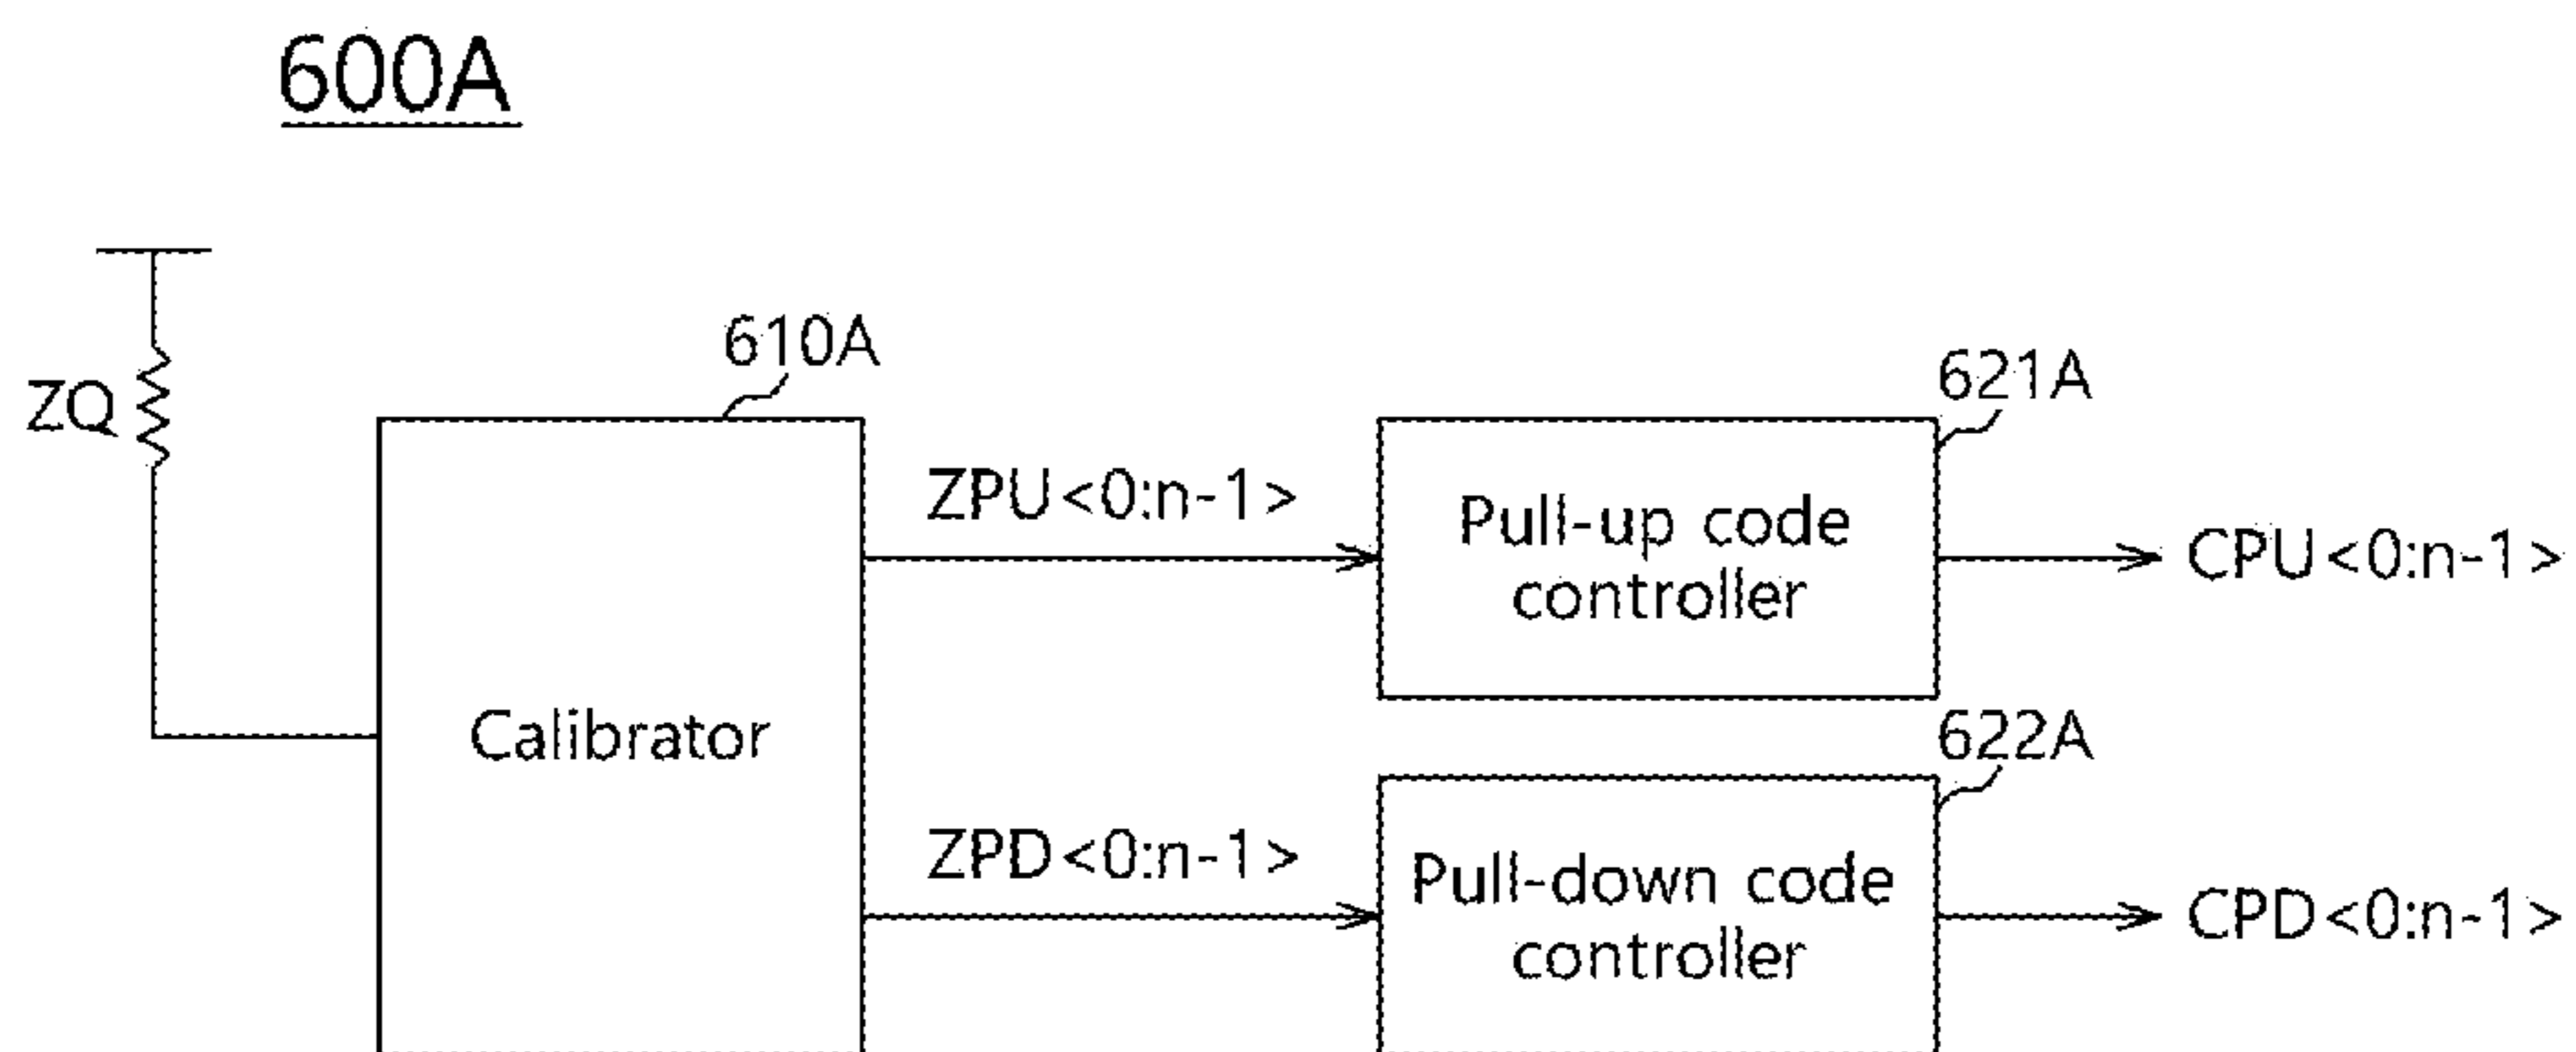 600A
ZQ
610A
Calibrator
ZPU<0:n-1>
621A
Pull-up code
controller
CPU<0:n-1>
ZPD<0:n-1>
622A
Pull-down code
controller
CPD<0:n-1>